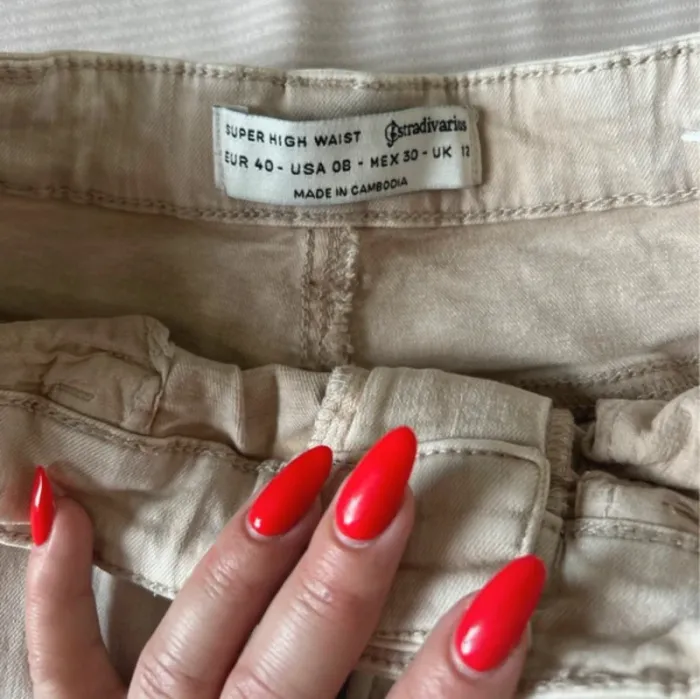 SUPER HIGH WAIST Stradivarius
EUR 40 - USA 08 - MEX 30 - UK 12
MADE IN CAMBODIA